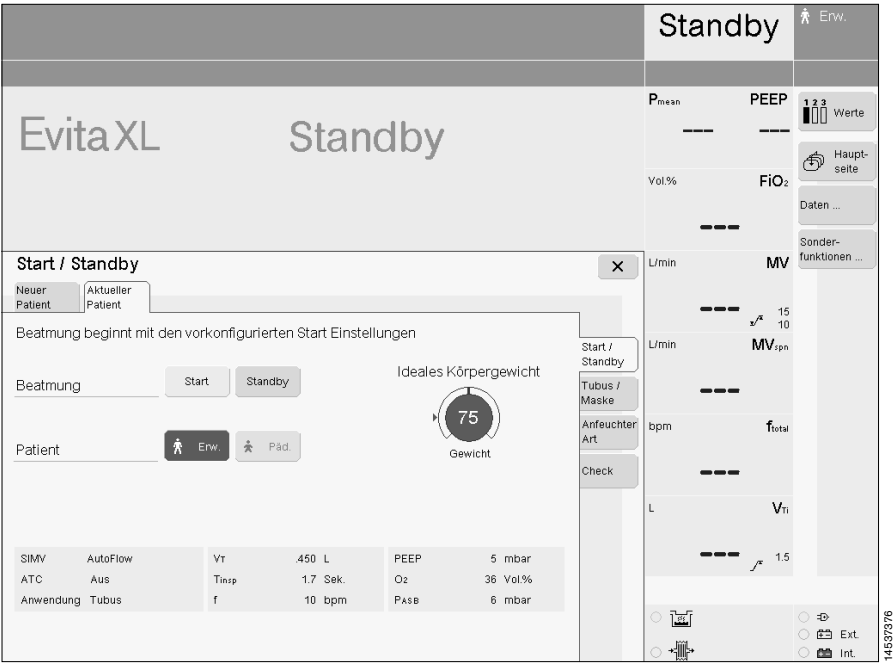 Standby
Erw.
Evita XL
Standby
Pmean PEEP
--- ---
Vol.% FiO2
---
L/min MV
---
15
10
L/min MVspn
---
bpm ftotal
---
L VTi
---
1.5
1 2 3
Werte
Haupt-
seite
Daten ...
Sonder-
funktionen ...
Start / Standby
Neuer
Patient
Aktueller
Patient
Beatmung beginnt mit den vorkonfigurierten Start Einstellungen
Beatmung Start Standby
Ideales Körpergewicht
75
Gewicht
Patient Erw. Päd.
Start /
Standby
Tubus /
Maske
Anfeuchter
Art
Check
SIMV AutoFlow VT .450 L PEEP 5 mbar
ATC Aus Tinsp 1.7 Sek. O2 36 Vol.%
Anwendung Tubus f 10 bpm PASB 6 mbar
Ext.
Int.
14537376